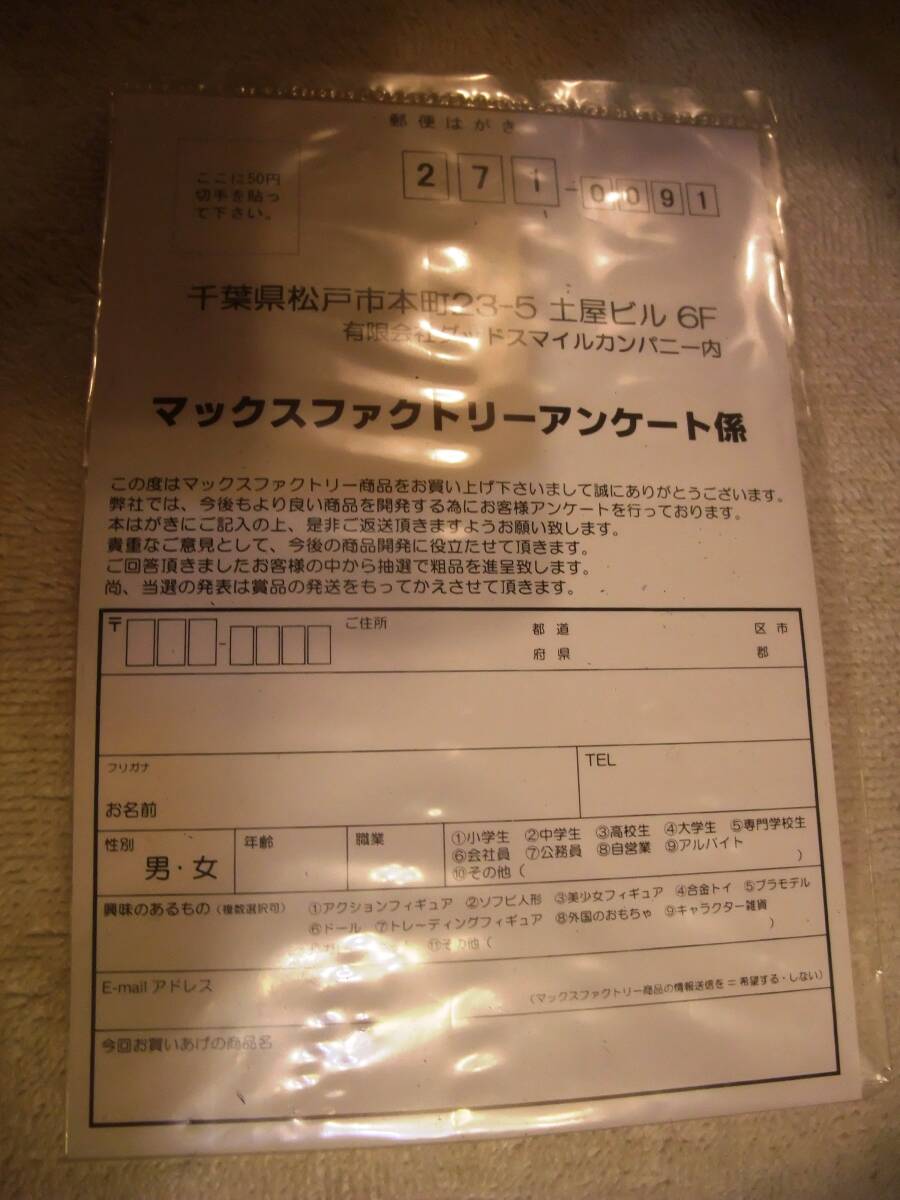 郵便はがき
ここに50円
切手を貼っ
て下さい。
271-0091
千葉県松戸市本町23-5 土屋ビル 6F
有限会社グッドスマイルカンパニー内
マックスファクトリーアンケート係
この度はマックスファクトリー商品をお買い上げ下さいまして誠にありがとうございます。
弊社では、今後もより良い商品を開発する為にお客様アンケートを行っております。
本はがきにご記入の上、是非ご返送頂きますようお願い致します。
貴重なご意見として、今後の商品開発に役立たせて頂きます。
ご回答頂きましたお客様の中から抽選で粗品を進呈致します。
尚、当選の発表は賞品の発送をもってかえさせて頂きます。
〒 - ご住所 都 道 区 市
府 県 郡
フリガナ
TEL
お名前
性別 年齢 職業
男・女
①小学生 ②中学生 ③高校生 ④大学生 ⑤専門学校生
⑥会社員 ⑦公務員 ⑧自営業 ⑨アルバイト
⑩その他( )
興味のあるもの(複数選択可) ①アクションフィギュア ②ソフビ人形 ③美少女フィギュア ④合金トイ ⑤プラモデル
⑥ドール ⑦トレーディングフィギュア ⑧外国のおもちゃ ⑨キャラクター雑貨
⑪その他( )
E-mail アドレス
(マックスファクトリー商品の情報送信を = 希望する・しない)
今回お買いあげの商品名